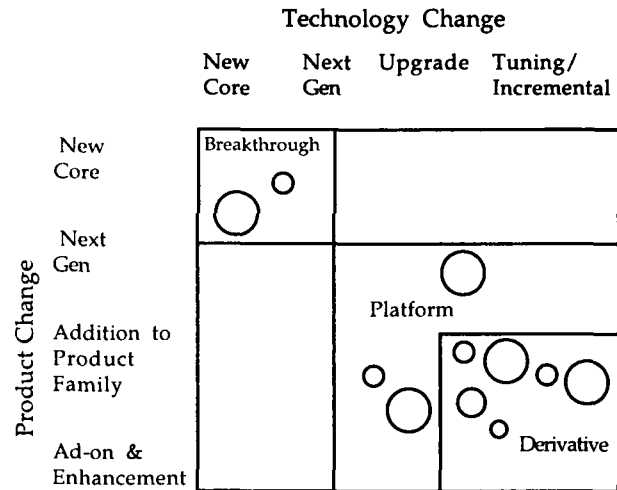 Technology Change
New Core
Next Gen
Upgrade
Tuning/
Incremental
Product Change
New
Core
Next
Gen
Addition to
Product
Family
Ad-on &
Enhancement
Breakthrough
Platform
Derivative